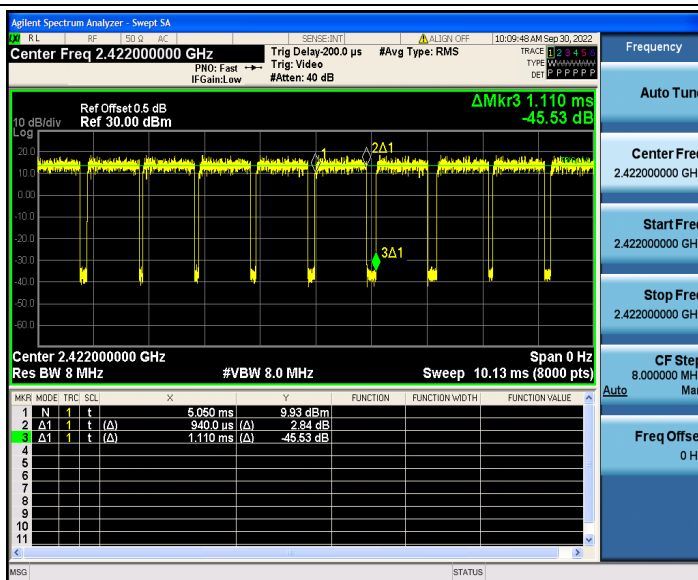 Agilent Spectrum Analyzer - Swept SA
RL RF 50 Ω AC SENSE:INT ALIGN OFF 10:09:48 AM Sep 30, 2022
Center Freq 2.422000000 GHz
PNO: Fast
IFGain:Low
Trig Delay-200.0 µs
Trig: Video
#Atten: 40 dB
#Avg Type: RMS
TRACE 1 2 3 4 5 6
TYPE W
DET P P P P P P
Ref Offset 0.5 dB
10 dB/div Ref 30.00 dBm
Log
ΔMkr3 1.110 ms
-45.53 dB
20.0
10.0
0.00
-10.0
-20.0
-30.0
-40.0
-50.0
-60.0
1
2Δ1
3Δ1
Center 2.422000000 GHz Span 0 Hz
Res BW 8 MHz #VBW 8.0 MHz Sweep 10.13 ms (8000 pts)
MKR MODE TRC SCL X Y FUNCTION FUNCTION WIDTH FUNCTION VALUE
1 N 1 t 5.050 ms 9.93 dBm
2 Δ1 1 t (Δ) 940.0 µs (Δ) 2.84 dB
3 Δ1 1 t (Δ) 1.110 ms (Δ) -45.53 dB
4
5
6
7
8
9
10
11
MSG STATUS
Frequency
Auto Tun
Center Fre
2.422000000 GH
Start Fre
2.422000000 GH
Stop Fre
2.422000000 GH
CF Step
8.000000 MH
Auto Ma
Freq Offse
0 H